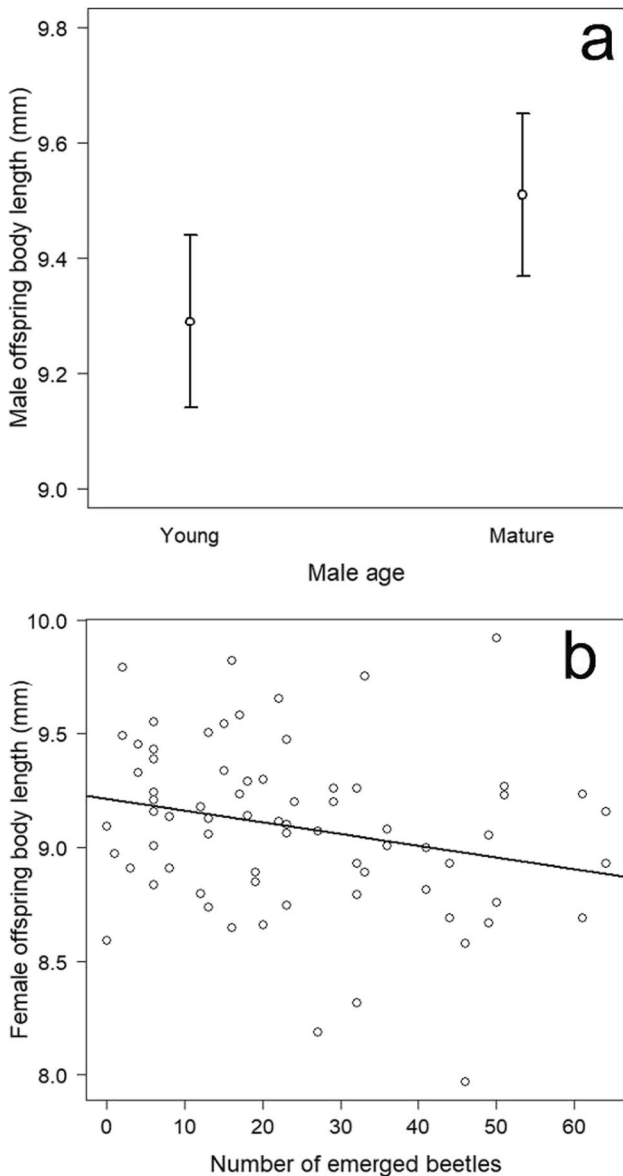 a
Male offspring body length (mm)
9.8
9.6
9.4
9.2
9.0
Young Mature
Male age
b
Female offspring body length (mm)
10.0
9.5
9.0
8.5
8.0
0 10 20 30 40 50 60
Number of emerged beetles